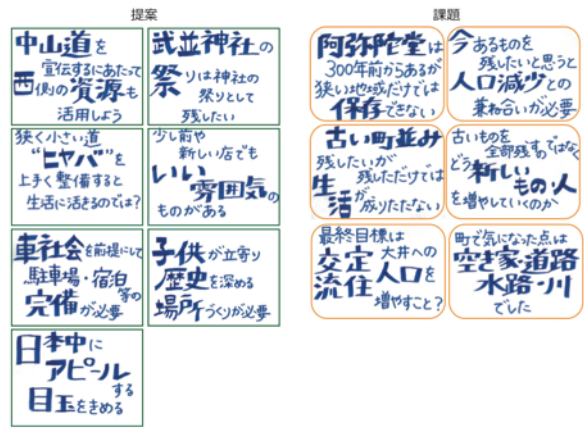 提案
中山道を
宣伝するにあたって
西側の資源も
活用しよう
武並神社の
祭りは神社の
祭りとして
残したい
狭く小さい道
"ヒヤバ"を
上手く整備すると
生活に活きるのでは?
少し前や
新しい店でも
いい
雰囲気の
ものがある
車社会を前提にして
駐車場・宿泊
等の
完備が必要
子供が立寄り
歴史を深める
場所づくりが必要
日本中に
アピール
する
目玉をきめる
課題
阿弥陀堂は
300年前からあるが
狭い地域だけでは
保存できない
今あるものを
残したいと思うと
人口減少との
兼ね合いが必要
古い町並み
残したいが
残しただけでは
生活が
成りたたない
古いものを
全部残すのではなく
どう新しい
もの・人
を増やしていくのか
最終目標は
交流
定住
大井への
人口を
増やすこと?
町で気になった点は
空き家・道路
水路・川
でした